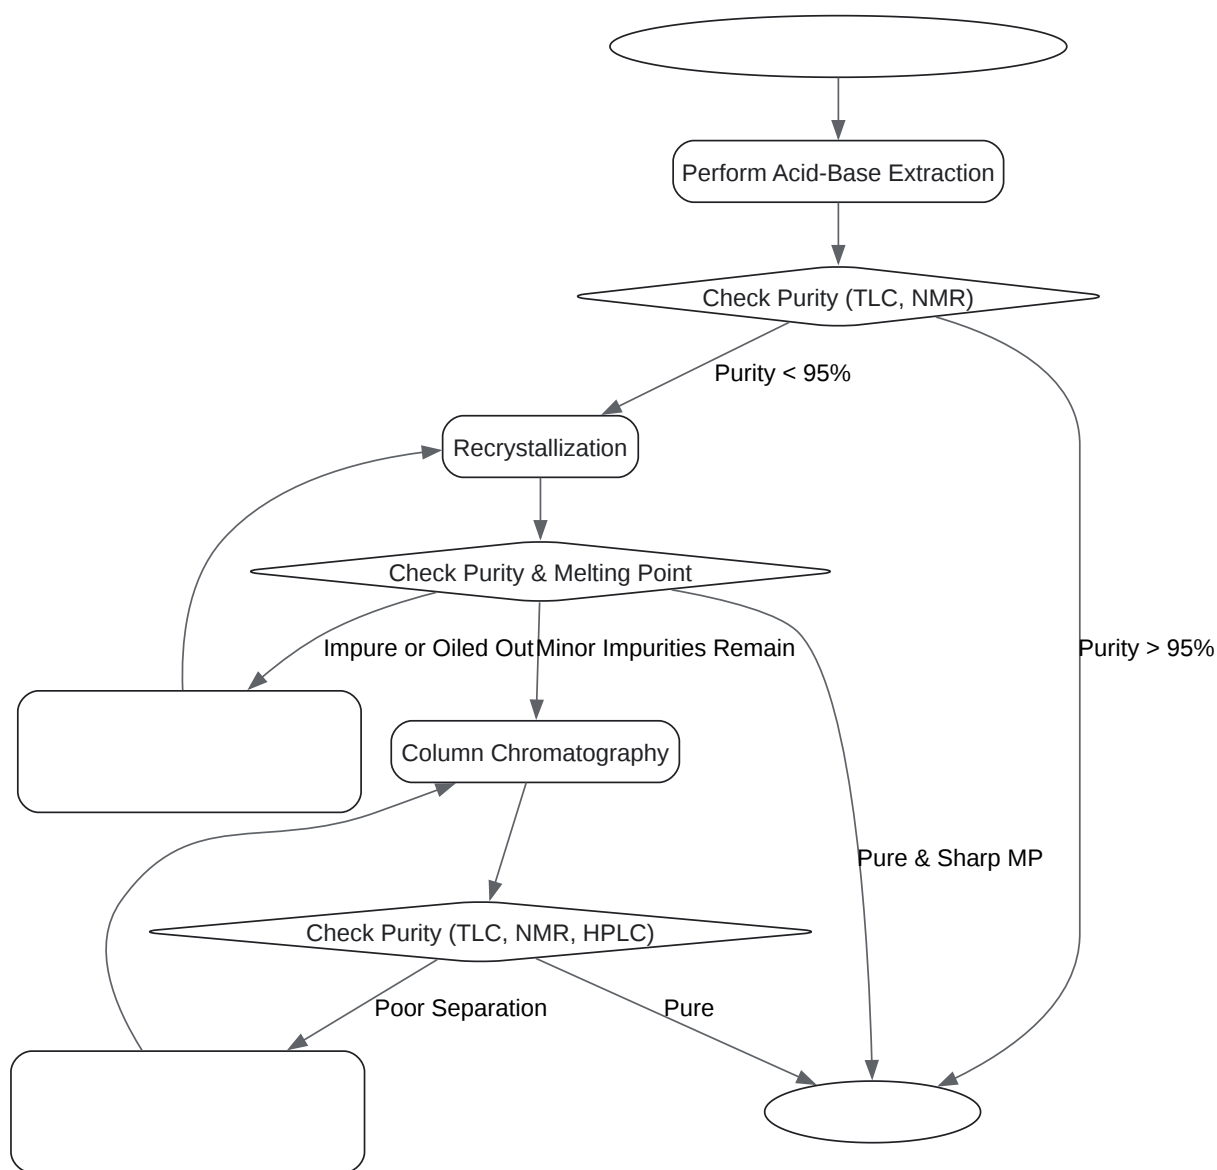 Perform Acid-Base Extraction
Check Purity (TLC, NMR)
Purity < 95%
Recrystallization
Check Purity & Melting Point
Impure or Oiled Out
Minor Impurities Remain
Purity > 95%
Column Chromatography
Pure & Sharp MP
Check Purity (TLC, NMR, HPLC)
Poor Separation
Pure